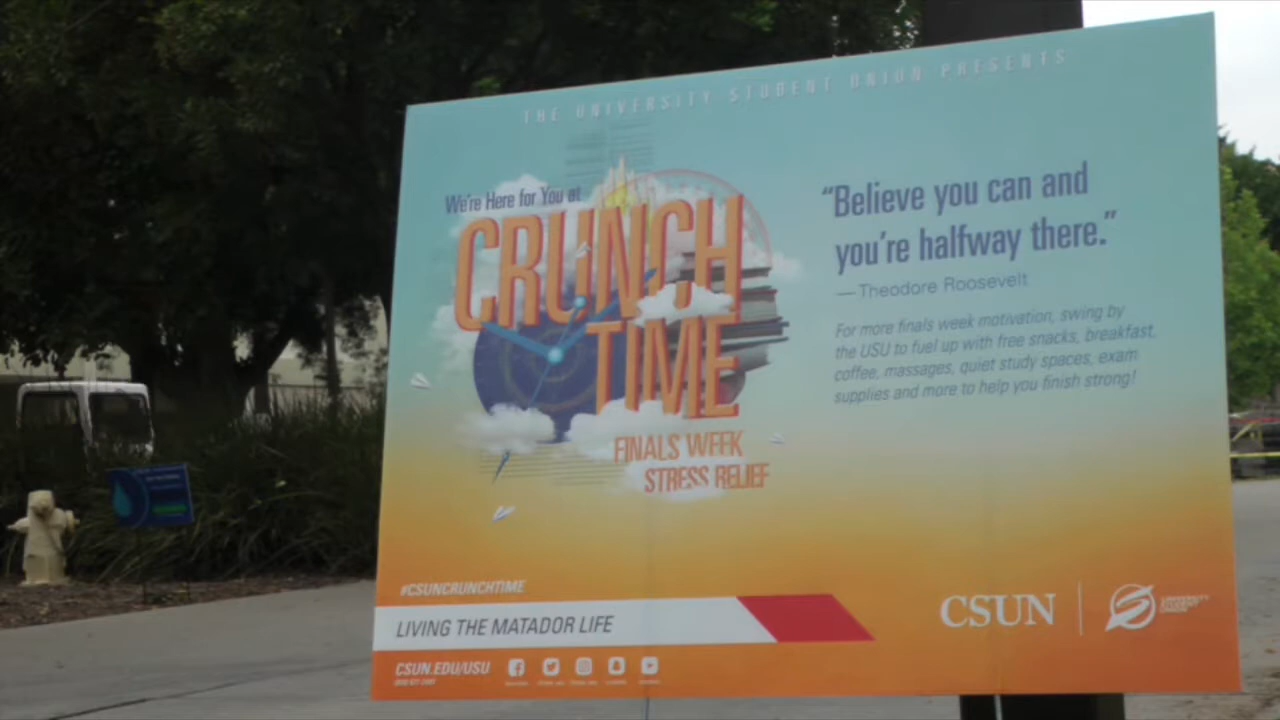 THE UNIVERSITY STUDENT UNION PRESENTS
We're Here for You at
CRUNCH
TIME
FINALS WEEK
STRESS RELIEF
“Believe you can and
you're halfway there.”
— Theodore Roosevelt
For more finals week motivation, swing by
the USU to fuel up with free snacks, breakfast,
coffee, massages, quiet study spaces, exam
supplies and more to help you finish strong!
#CSUNCRUNCHTIME
LIVING THE MATADOR LIFE
CSUN.EDU/USU
CSUN